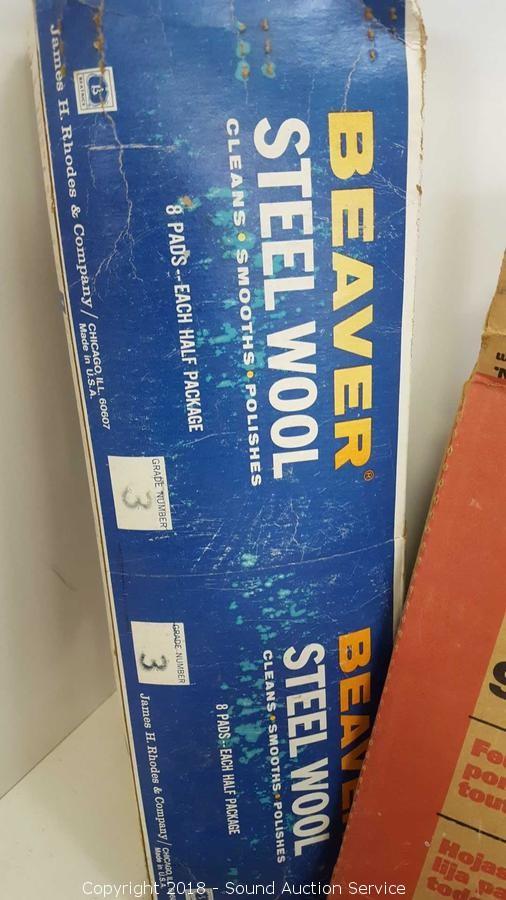 BEAVER®
STEEL WOOL
CLEANS • SMOOTHS • POLISHES
8 PADS -- EACH HALF PACKAGE
James H. Rhodes & Company / CHICAGO, ILL. 60607
Made in U.S.A.
GRADE NUMBER
3
BEAVER
STEEL WOOL
CLEANS • SMOOTHS • POLISHES
8 PADS -- EACH HALF PACKAGE
GRADE NUMBER
3
James H. Rhodes & Company / CHICAGO, ILL.
Made in U.S.A.
Hojas
lija
Copyright 2018 - Sound Auction Service